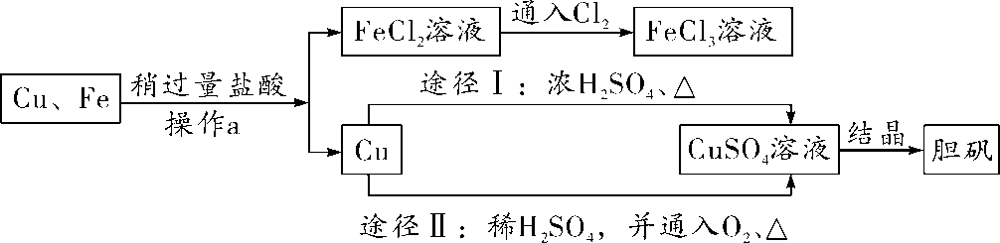 FeCl₂溶液
通入Cl₂
FeCl₃溶液
Cu、Fe
稍过量盐酸
操作a
途径Ⅰ：浓H₂SO₄、△
Cu
CuSO₄溶液
结晶
胆矾
途径Ⅱ：稀H₂SO₄，并通入O₂、△